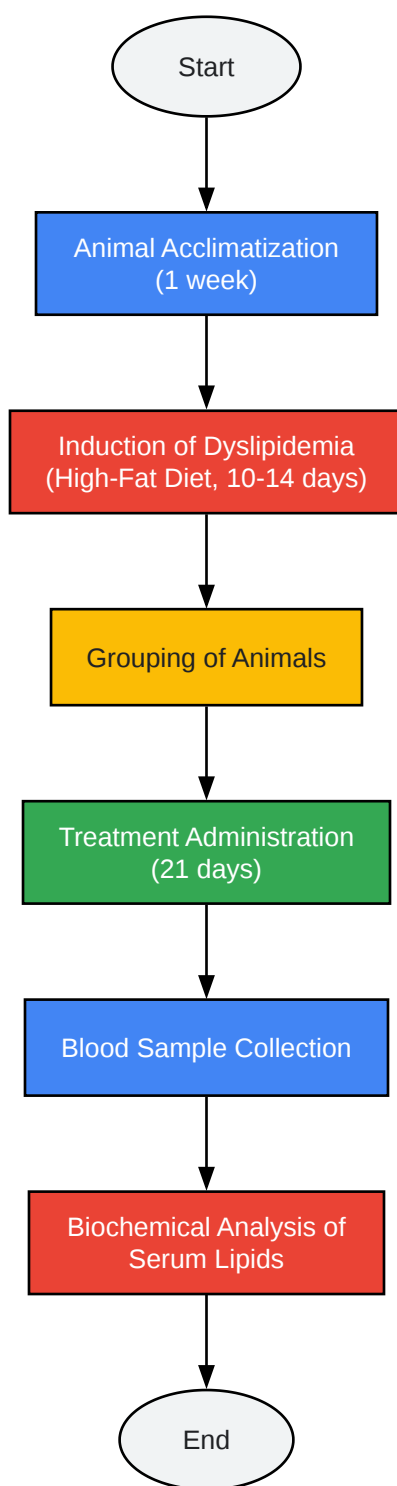 Start
Animal Acclimatization
(1 week)
Induction of Dyslipidemia
(High-Fat Diet, 10-14 days)
Grouping of Animals
Treatment Administration
(21 days)
Blood Sample Collection
Biochemical Analysis of
Serum Lipids
End